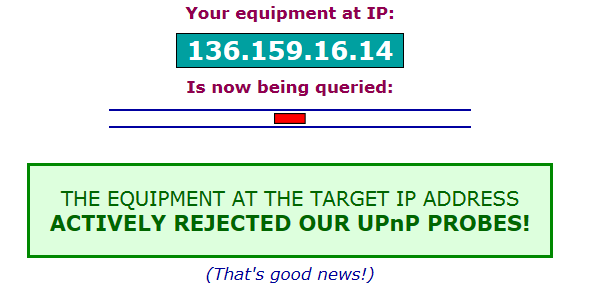 Your equipment at IP:
136.159.16.14
Is now being queried:
THE EQUIPMENT AT THE TARGET IP ADDRESS
ACTIVELY REJECTED OUR UPnP PROBES!
(That's good news!)